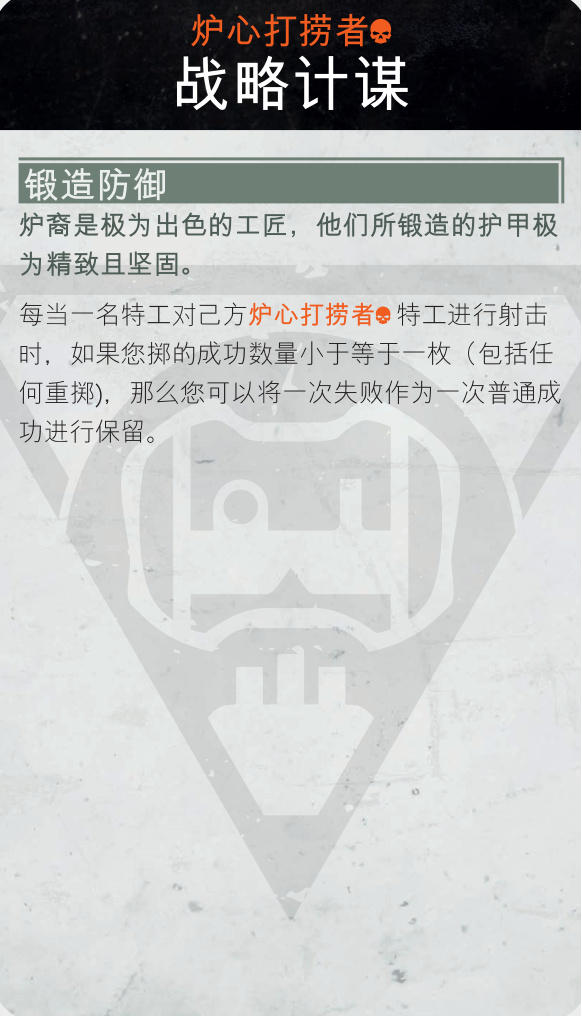 炉心打捞者
战略计谋
锻造防御
炉裔是极为出色的工匠，他们所锻造的护甲极
为精致且坚固。
每当一名特工对己方炉心打捞者特工进行射击
时，如果您掷的成功数量小于等于一枚（包括任
何重掷)，那么您可以将一次失败作为一次普通成
功进行保留。